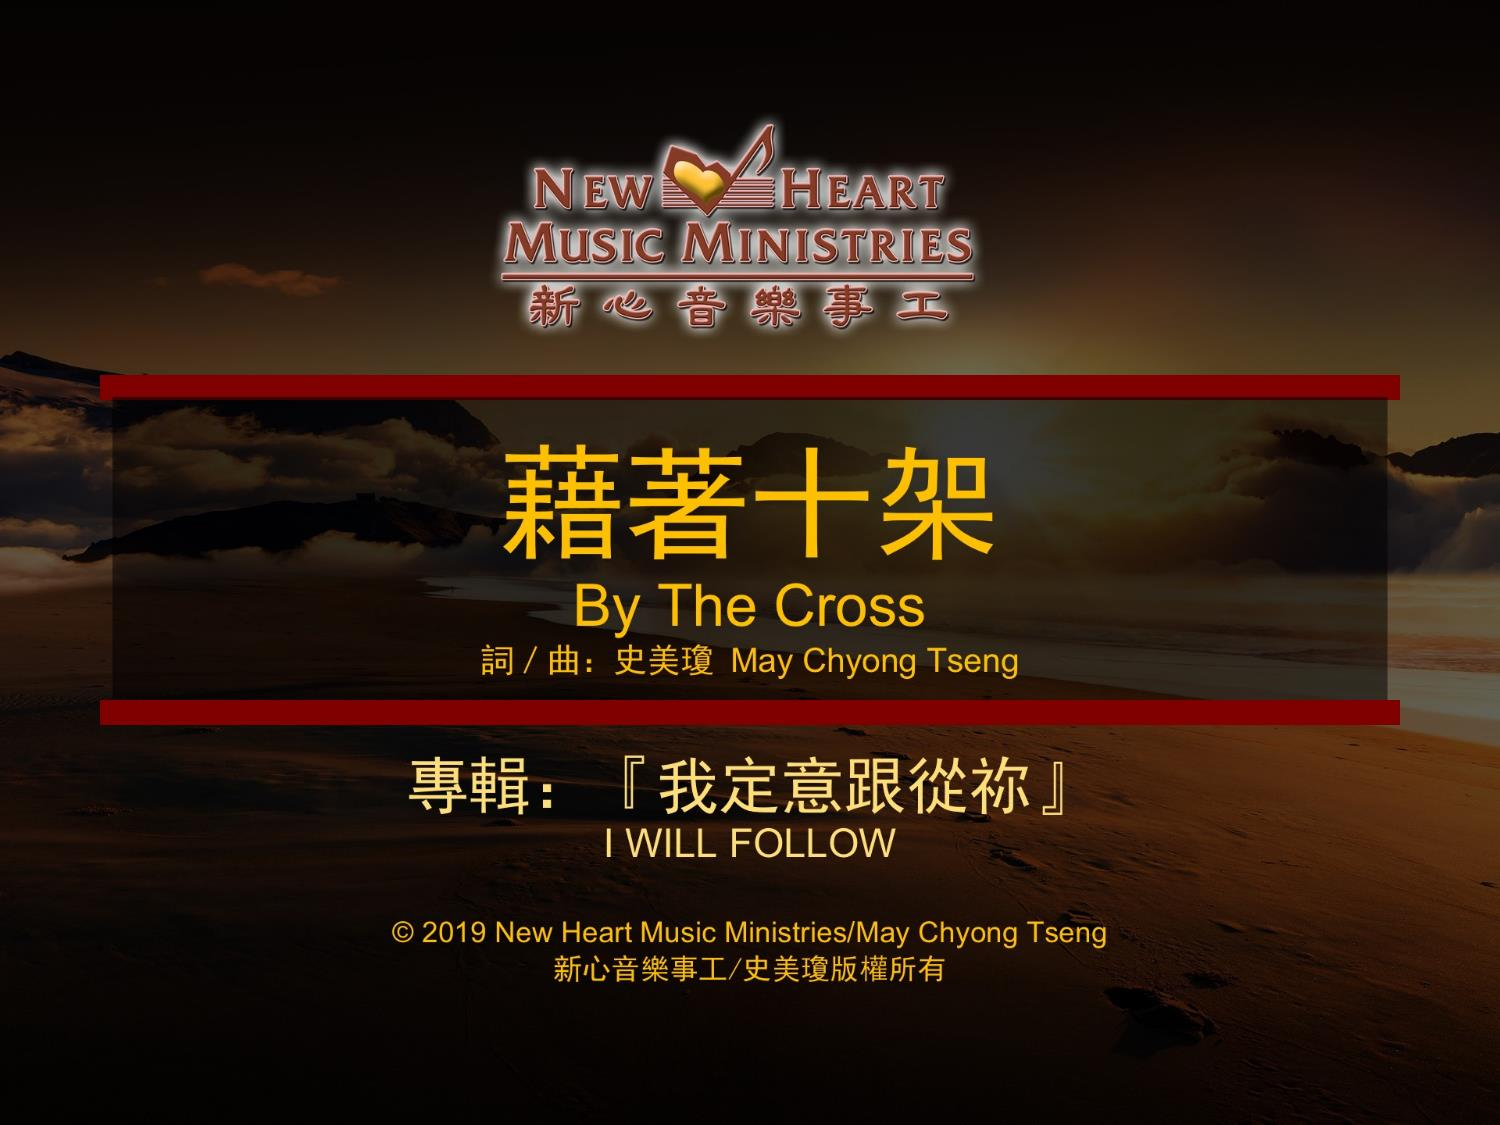 NEW HEART
MUSIC MINISTRIES
新心音樂事工
藉著十架
By The Cross
詞 / 曲：史美瓊 May Chyong Tseng
專輯：『我定意跟從祢』
I WILL FOLLOW
© 2019 New Heart Music Ministries/May Chyong Tseng
新心音樂事工/史美瓊版權所有